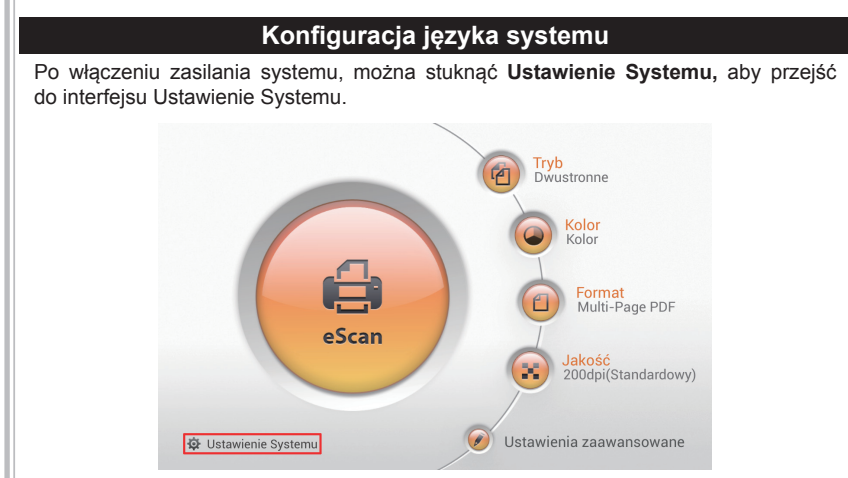 Konfiguracja języka systemu
Po włączeniu zasilania systemu, można stuknąć Ustawienie Systemu, aby przejść
do interfejsu Ustawienie Systemu.
Tryb
Dwustronne
Kolor
Kolor
Format
Multi-Page PDF
eScan
Jakość
200dpi(Standardowy)
Ustawienie Systemu
Ustawienia zaawansowane